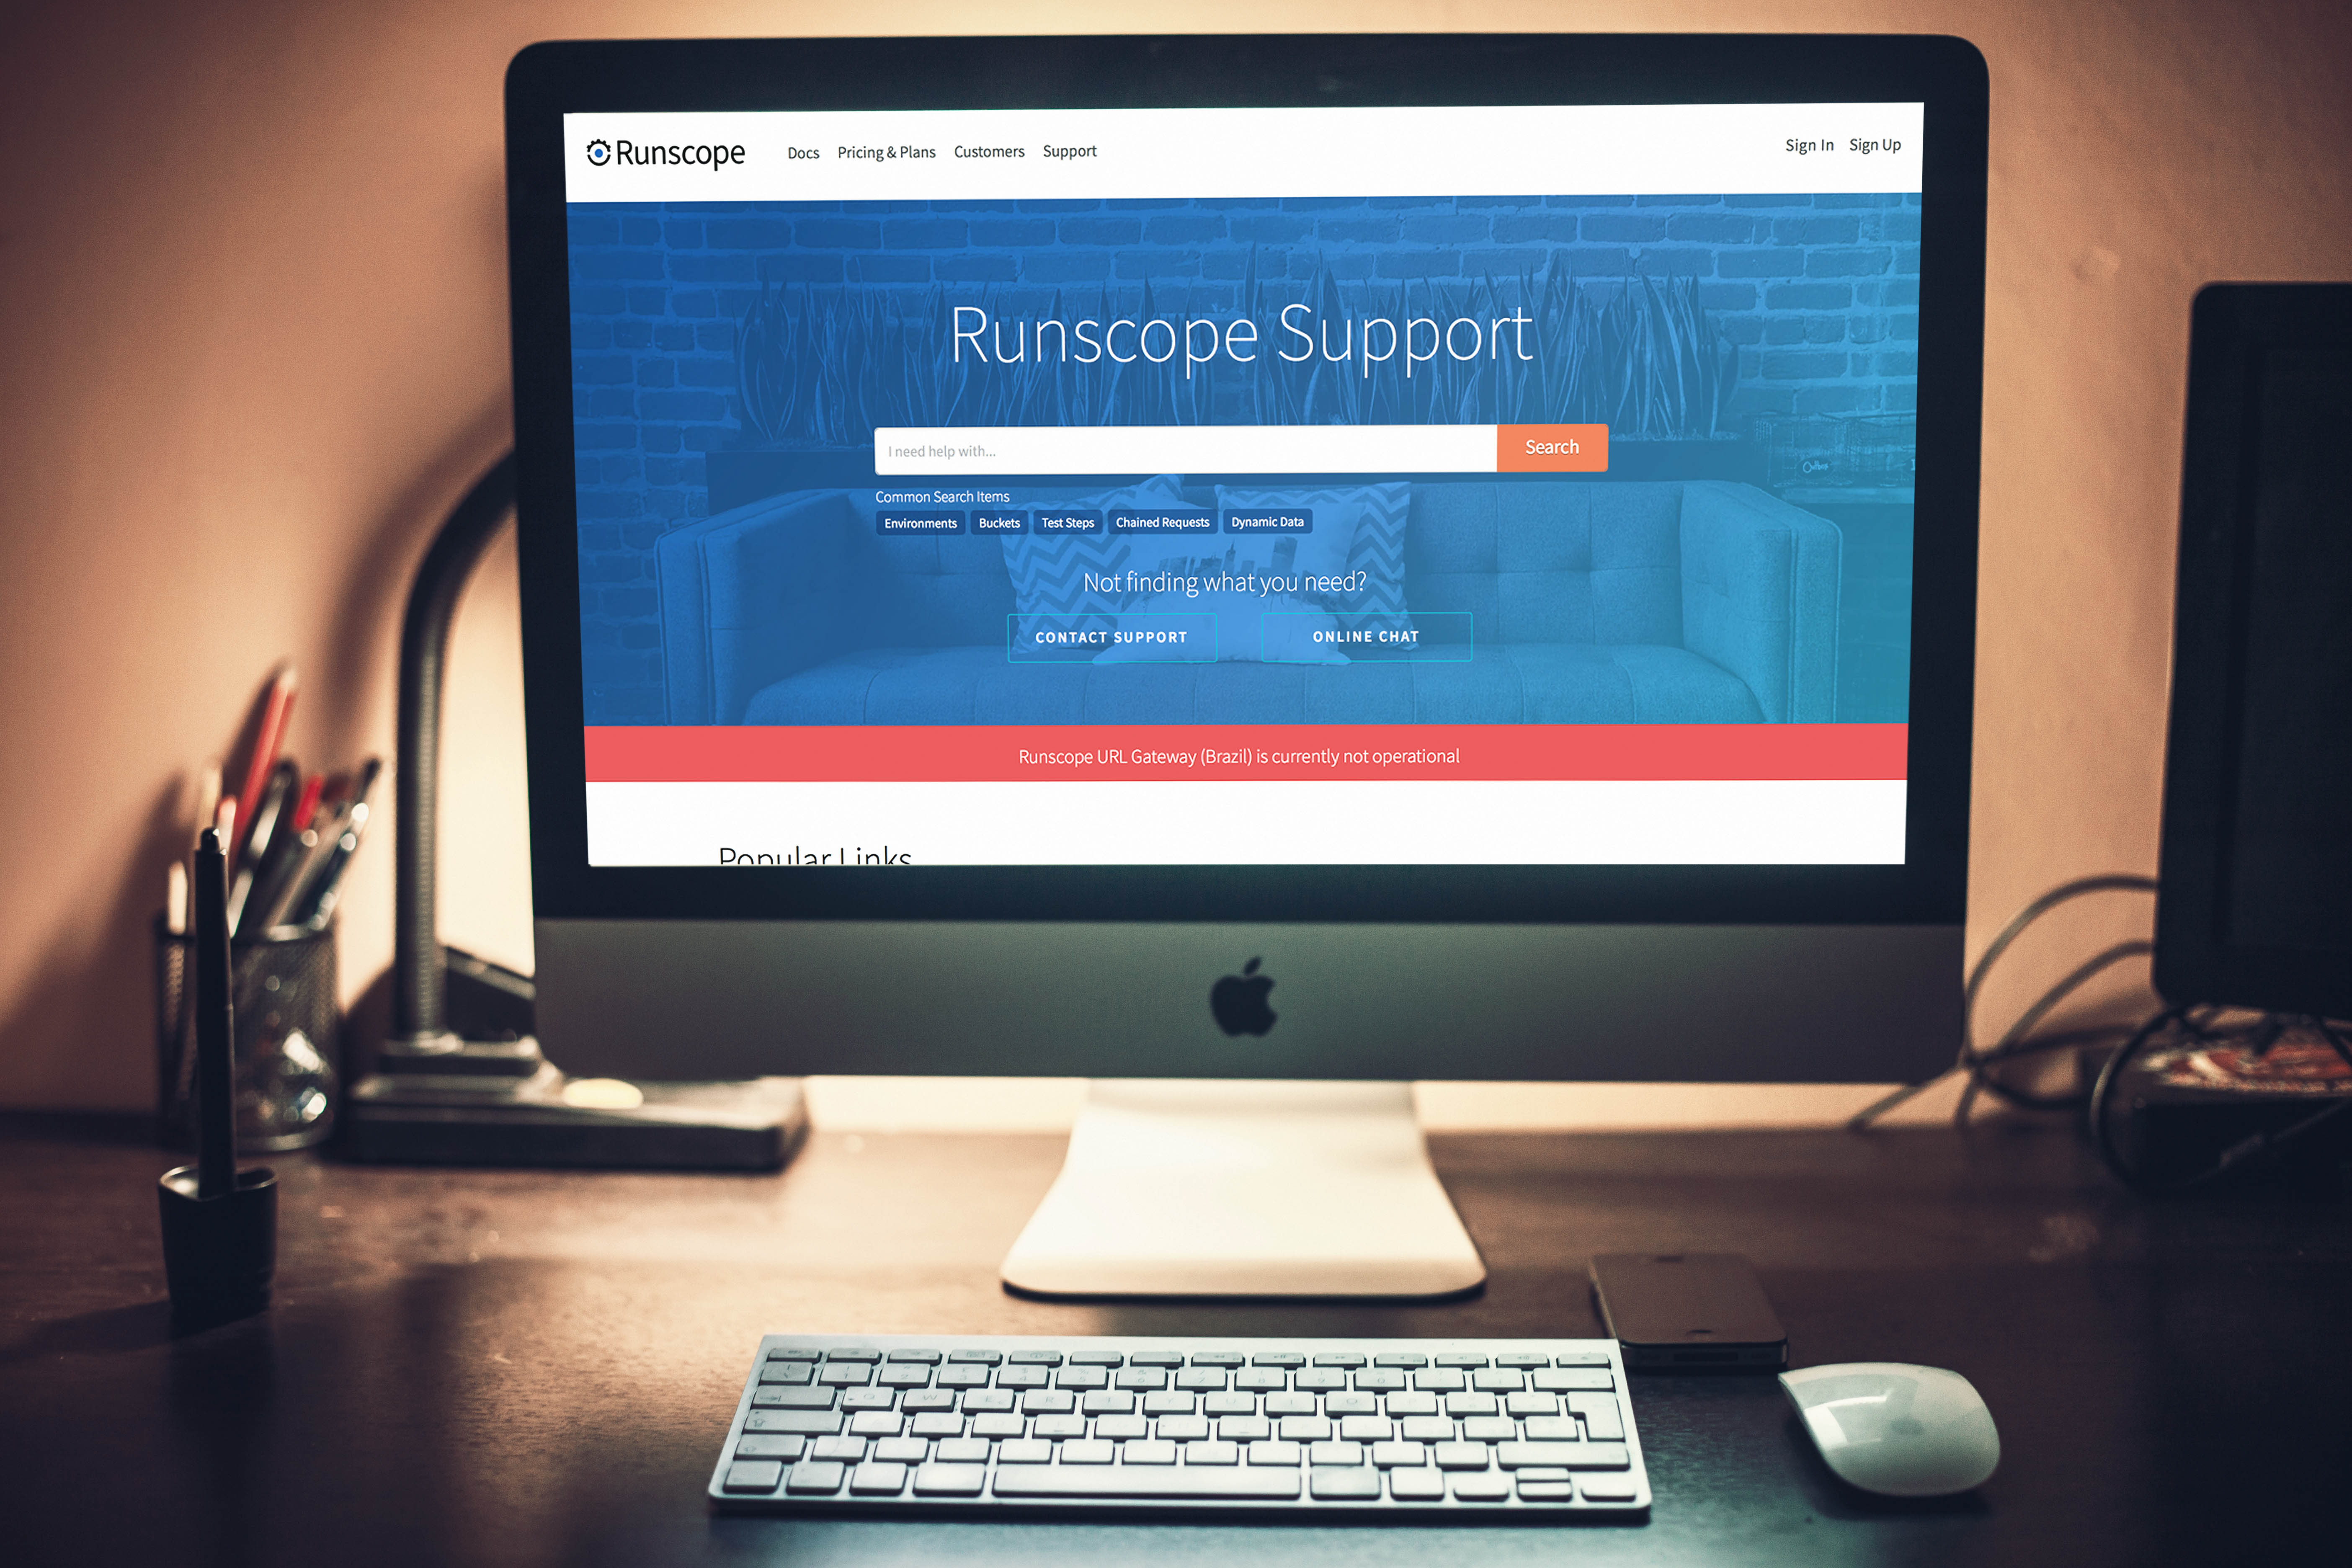 Runscope Docs Pricing & Plans Customers Support Sign In Sign Up
Runscope Support
I need help with... Search
Common Search Items
Environments Buckets Test Steps Chained Requests Dynamic Data
Not finding what you need?
CONTACT SUPPORT ONLINE CHAT
Runscope URL Gateway (Brazil) is currently not operational
Popular Links